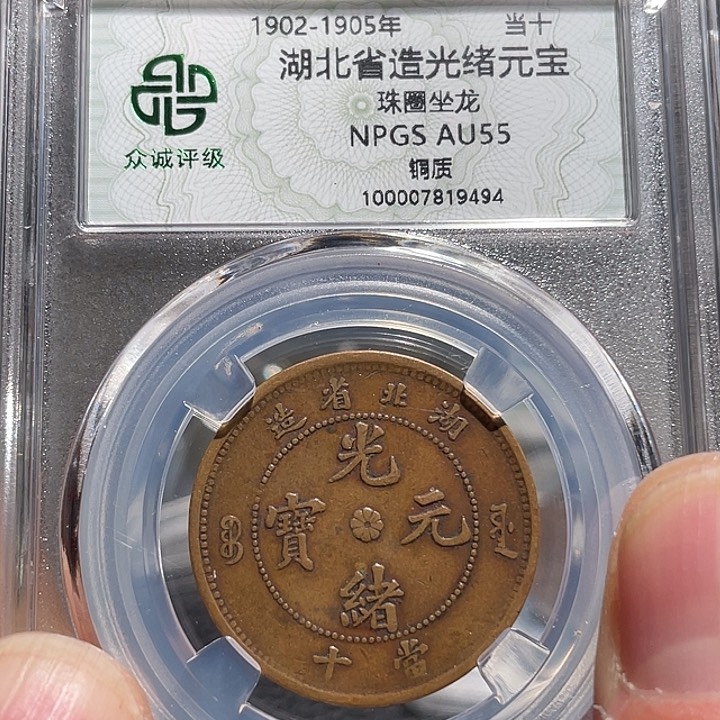 1902-1905年 当十
湖北省造光绪元宝
珠圈坐龙
NPGS AU55
铜质
100007819494
众诚评级
湖北省造
光緒元寶
當十